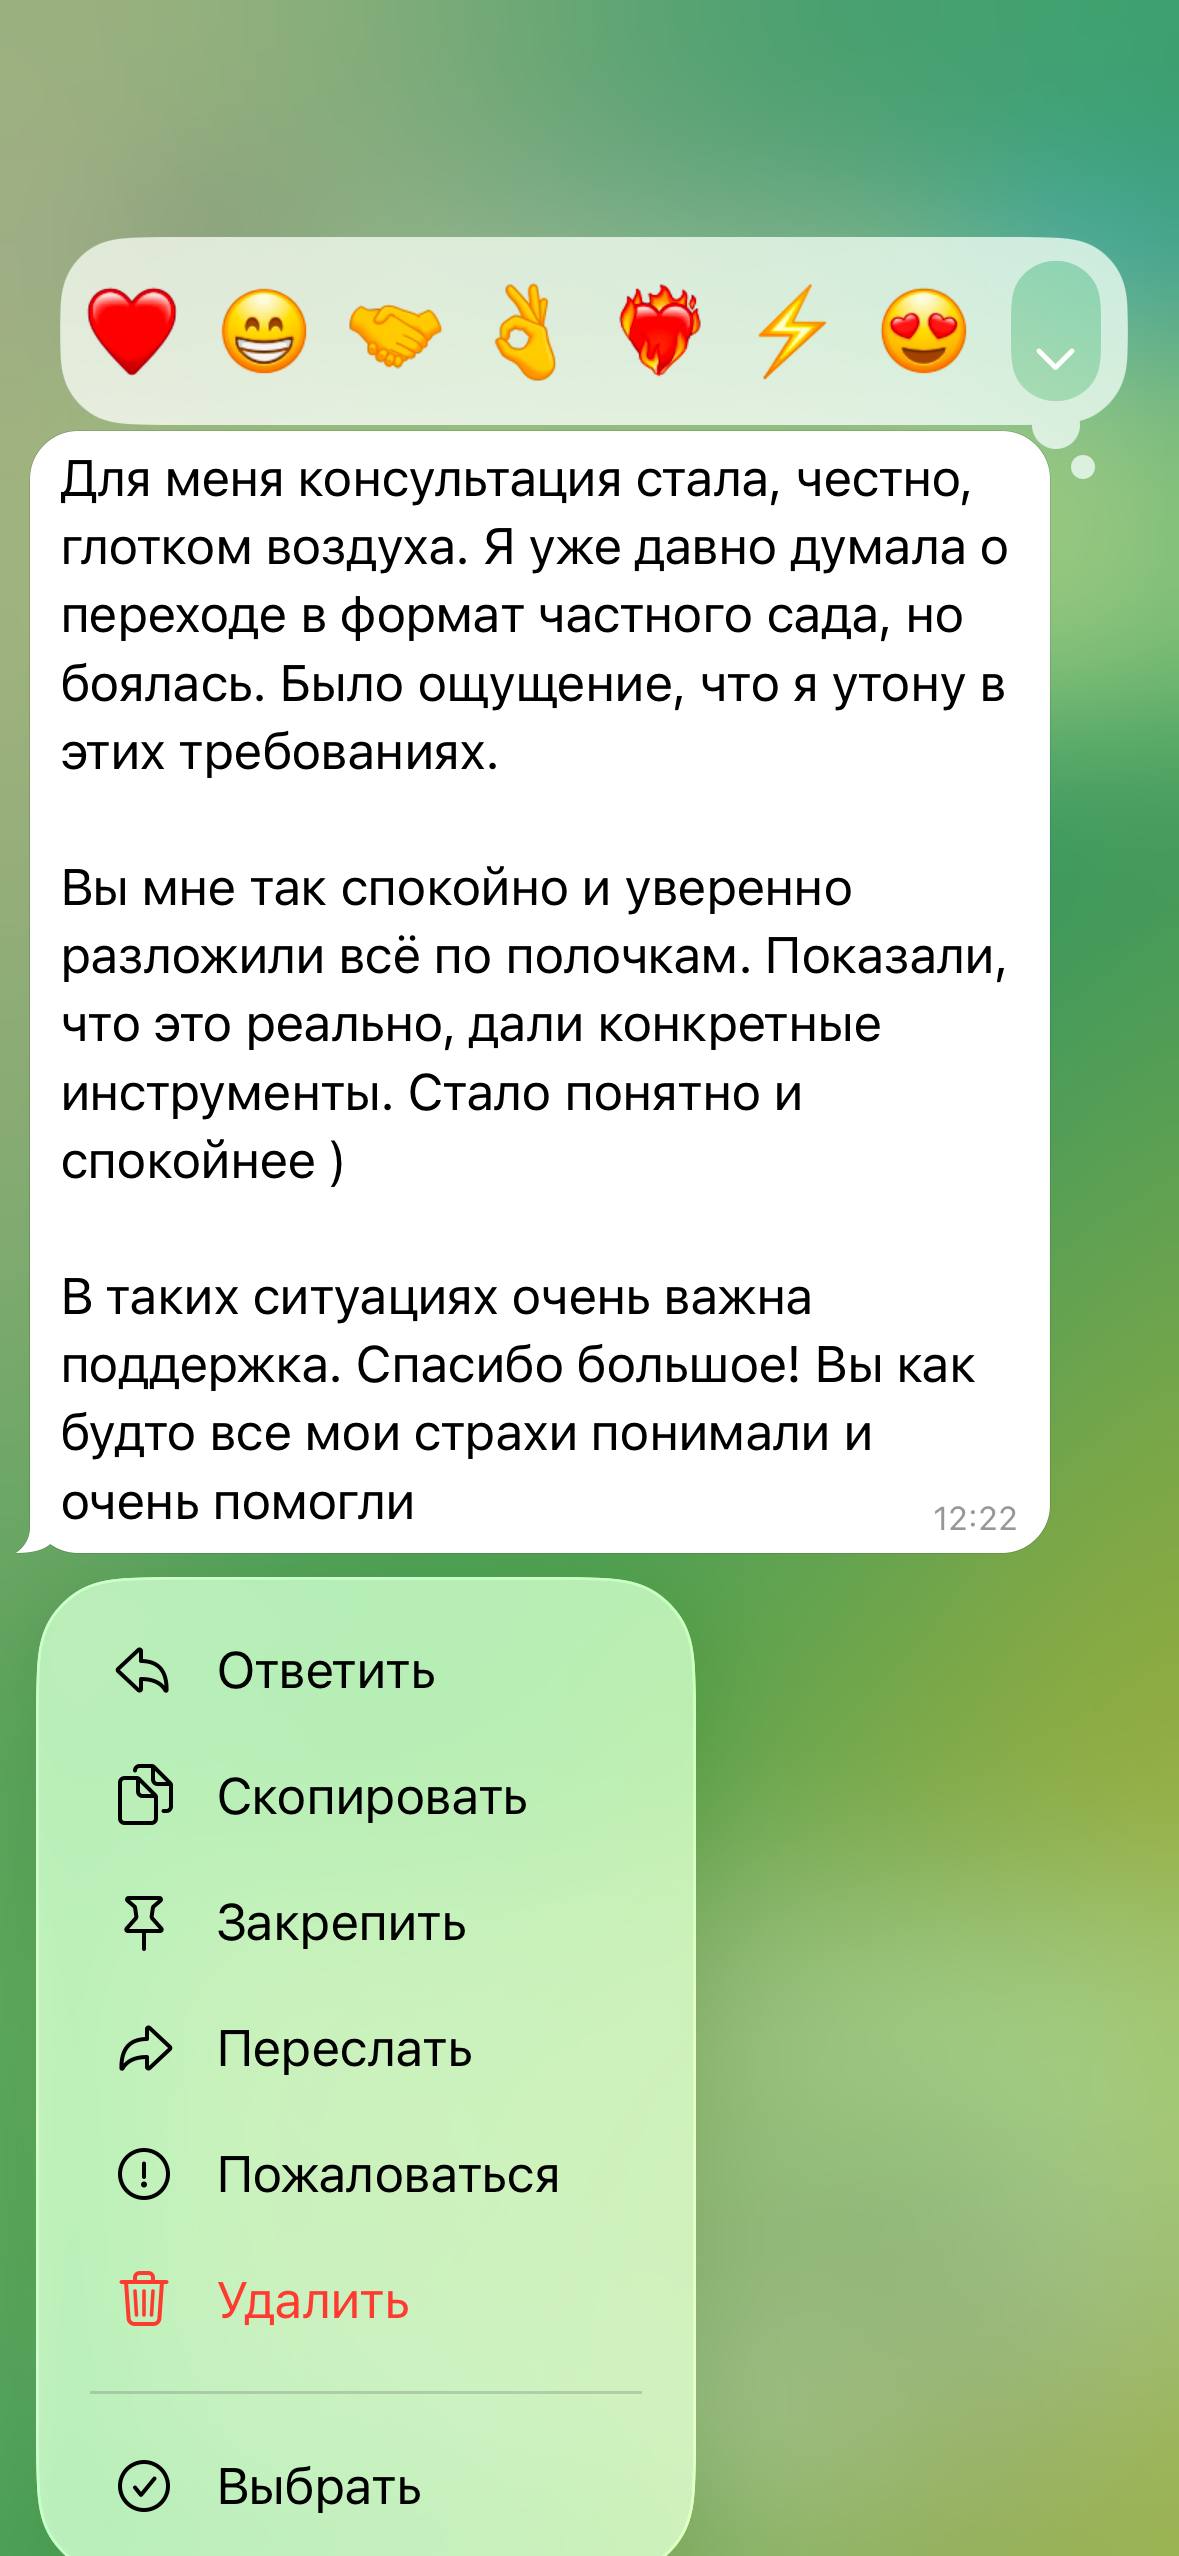 Для меня консультация стала, честно,
глотком воздуха. Я уже давно думала о
переходе в формат частного сада, но
боялась. Было ощущение, что я утону в
этих требованиях.
Вы мне так спокойно и уверенно
разложили всё по полочкам. Показали,
что это реально, дали конкретные
инструменты. Стало понятно и
спокойнее )
В таких ситуациях очень важна
поддержка. Спасибо большое! Вы как
будто все мои страхи понимали и
очень помогли
12:22
Ответить
Скопировать
Закрепить
Переслать
Пожаловаться
Удалить
Выбрать